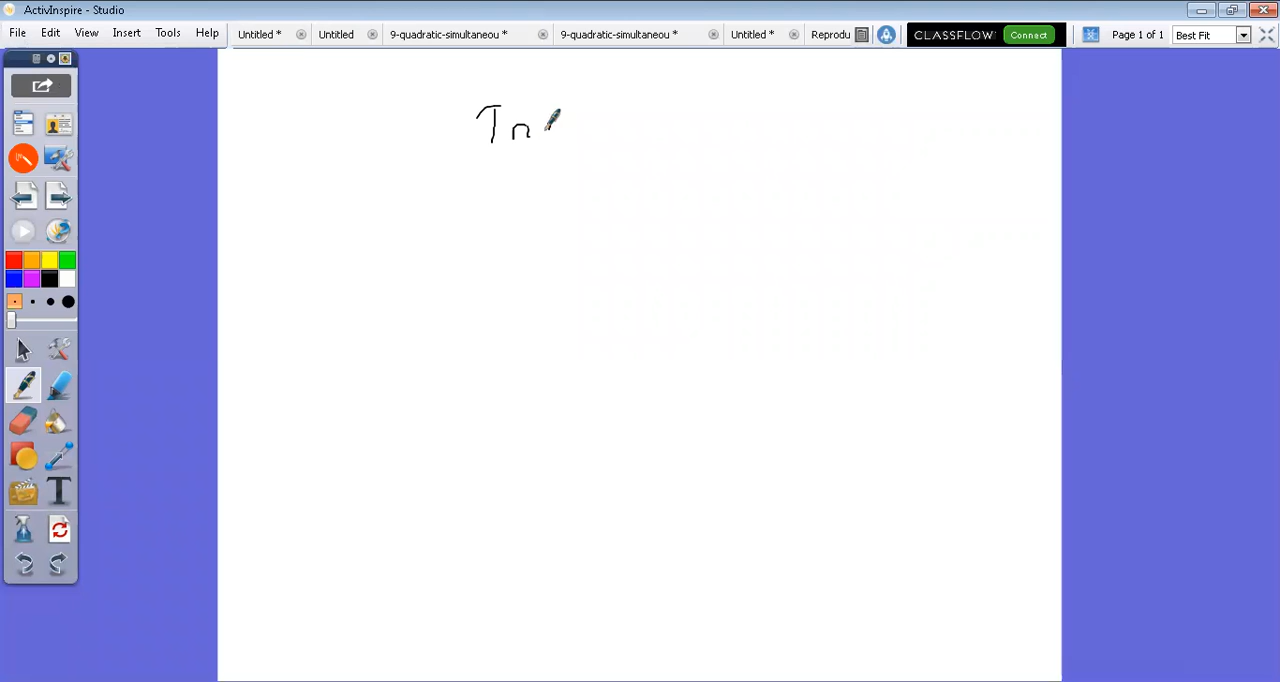 ActivInspire - Studio
File Edit View Insert Tools Help
Untitled * Untitled 9-quadratic-simultaneou * 9-quadratic-simultaneou * Untitled * Reprodu CLASSFLOW Connect Page 1 of 1 Best Fit
Tn
T